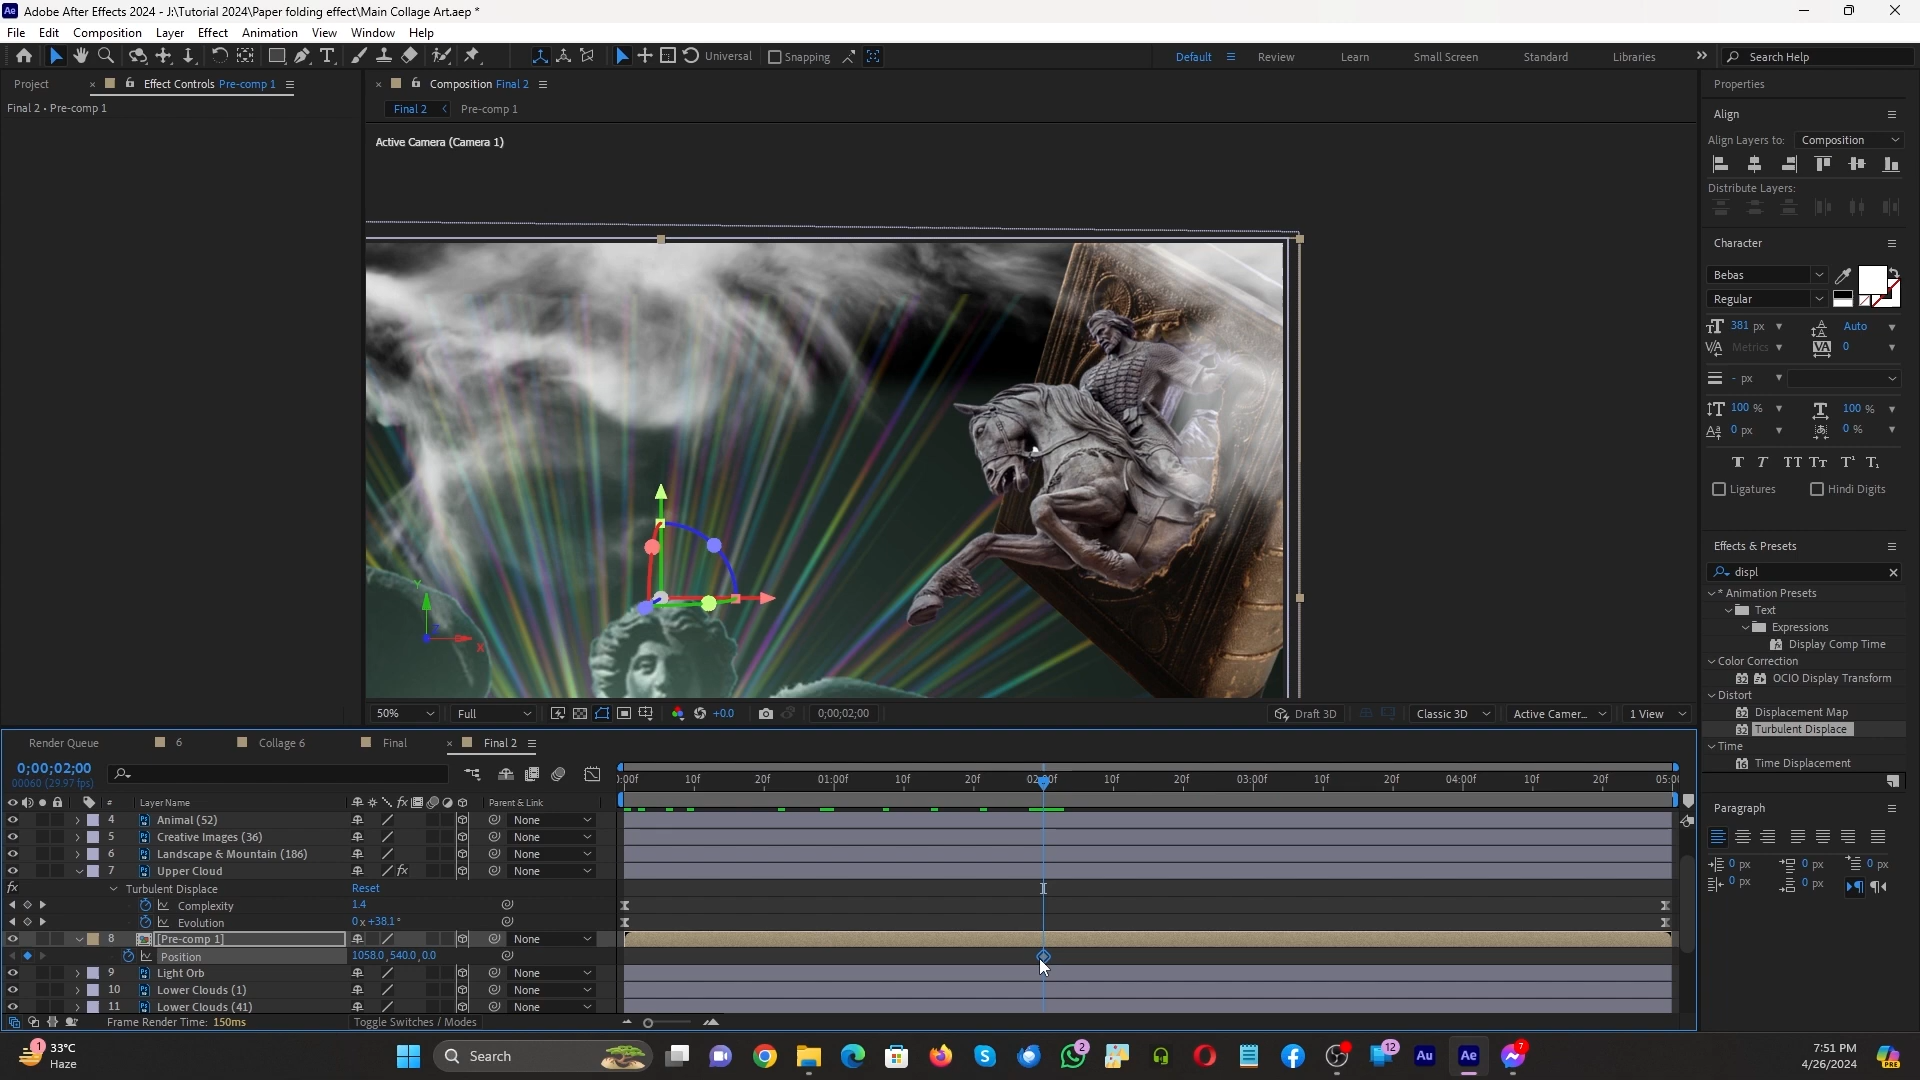 Adobe After Effects 2024 - J:\Tutorial 2024\Paper folding effect\Main Collage Art.aep *
File Edit Composition Layer Effect Animation View Window Help
Universal Snapping Default Review Learn Small Screen Standard Libraries Search Help
Project Effect Controls Pre-comp 1 Composition Final 2 Properties
Final 2 • Pre-comp 1 Final 2 Pre-comp 1
Active Camera (Camera 1)
Align
Align Layers to: Composition
Distribute Layers:
Character
Bebas
Regular
381 px Auto
Metrics 0
- px
100 % 100 %
0 px 0 %
Ligatures Hindi Digits
Effects & Presets
displ
* Animation Presets
Text
Expressions
Display Comp Time
Color Correction
OCIO Display Transform
Distort
Displacement Map
Turbulent Displace
Time
Time Displacement
Paragraph
0 px 0 px 0 px
0 px 0 px
50% Full +0.0 0;00;02;00 Draft 3D Classic 3D Active Camer... 1 View
Render Queue 6 Collage 6 Final Final 2
0;00;02;00
00060 (29.97 fps)
:00f 10f 20f 01:00f 10f 20f 02:00f 10f 20f 03:00f 10f 20f 04:00f 10f 20f 05:0
# Layer Name Parent & Link
4 Animal (52) None
5 Creative Images (36) None
6 Landscape & Mountain (186) None
7 Upper Cloud None
Turbulent Displace Reset
Complexity 1.4
Evolution 0x+38.1°
8 [Pre-comp 1] None
Position 1058.0,540.0,0.0
9 Light Orb None
10 Lower Clouds (1) None
11 Lower Clouds (41) None
Frame Render Time: 150ms Toggle Switches / Modes
33°C
Haze
Search
7:51 PM
4/26/2024